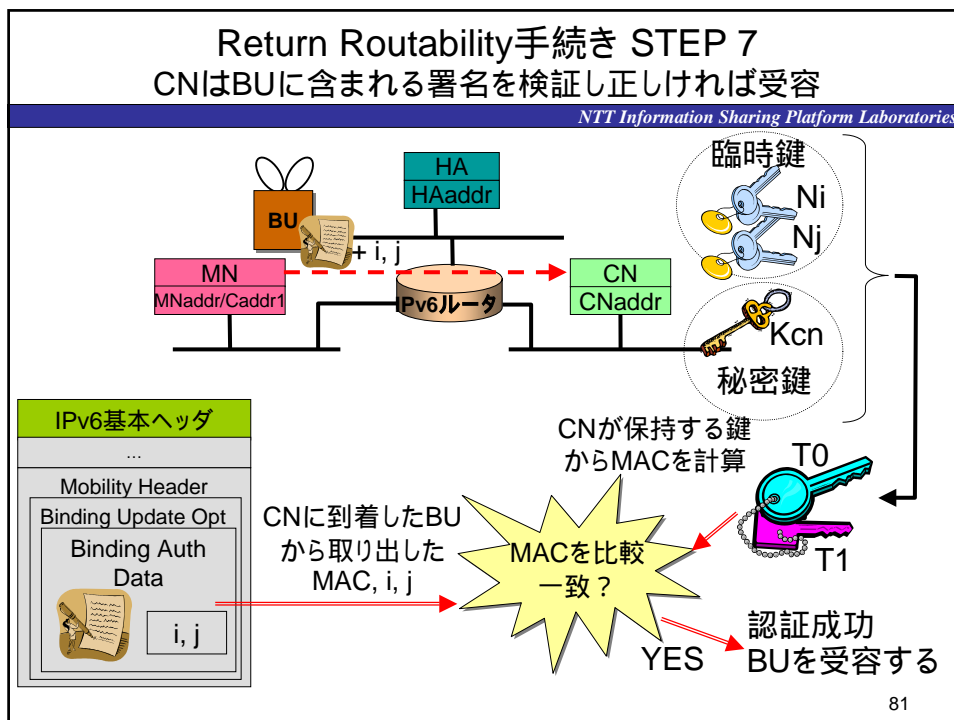 Return Routability手続き STEP 7
CNはBUに含まれる署名を検証し正しければ受容
NTT Information Sharing Platform Laboratories
臨時鍵
Ni
Nj
Kcn
秘密鍵
HA
HAaddr
BU
+ i, j
MN
MNaddr/Caddr1
IPv6ルータ
CN
CNaddr
IPv6基本ヘッダ
...
Mobility Header
Binding Update Opt
Binding Auth
Data
i, j
CNに到着したBU
から取り出した
MAC, i, j
MACを比較
一致？
CNが保持する鍵
からMACを計算
T0
T1
YES
認証成功
BUを受容する
81